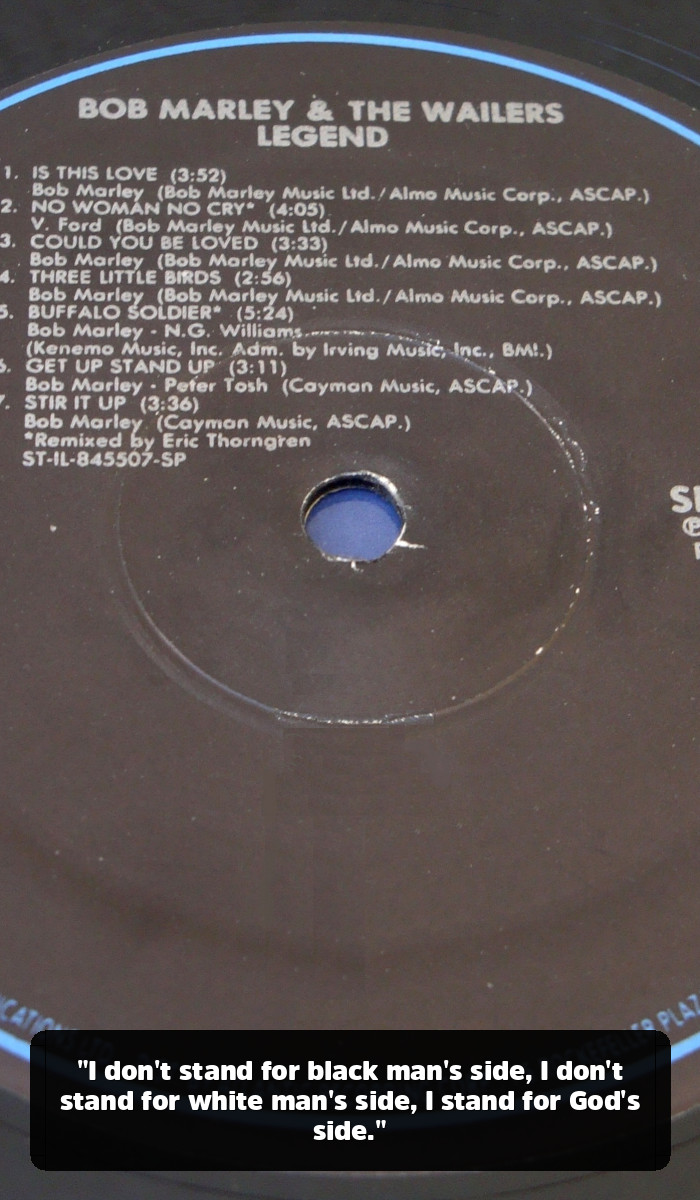 BOB MARLEY & THE WAILERS
LEGEND
1. IS THIS LOVE (3:52)
Bob Marley (Bob Marley Music Ltd./Almo Music Corp., ASCAP.)
2. NO WOMAN NO CRY* (4:05)
V. Ford (Bob Marley Music Ltd./Almo Music Corp., ASCAP.)
3. COULD YOU BE LOVED (3:33)
Bob Marley (Bob Marley Music Ltd./Almo Music Corp., ASCAP.)
4. THREE LITTLE BIRDS (2:56)
Bob Marley (Bob Marley Music Ltd./Almo Music Corp., ASCAP.)
5. BUFFALO SOLDIER* (5:24)
Bob Marley - N.G. Williams
(Kenemo Music, Inc. Adm. by Irving Music, Inc., BMI.)
6. GET UP STAND UP (3:11)
Bob Marley - Peter Tosh (Cayman Music, ASCAP.)
7. STIR IT UP (3:36)
Bob Marley (Cayman Music, ASCAP.)
*Remixed by Eric Thorngren
ST-IL-845507-SP
"I don't stand for black man's side, I don't
stand for white man's side, I stand for God's
side."